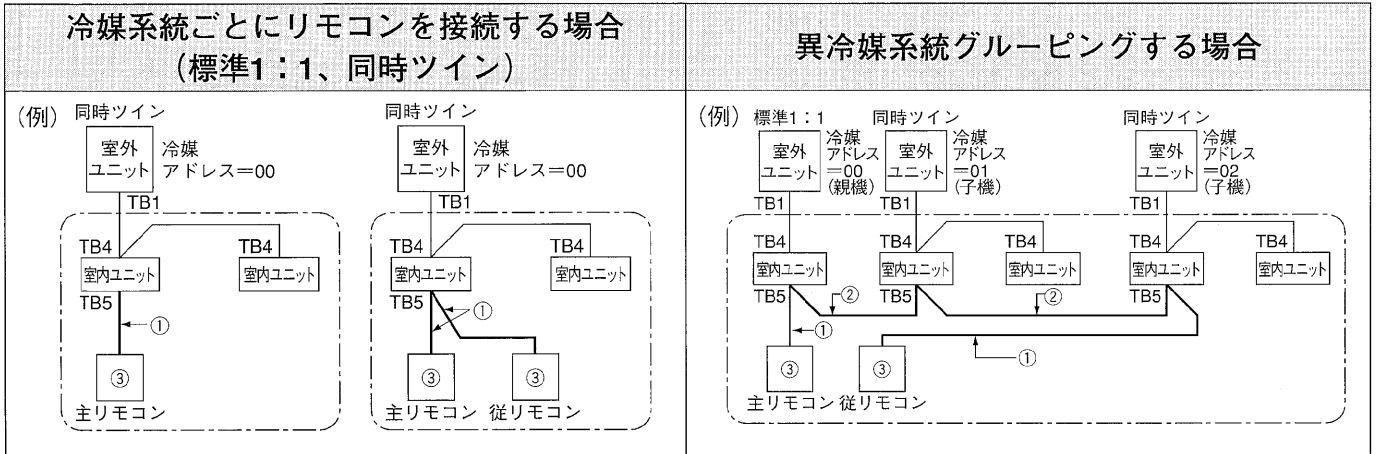 冷媒系統ごとにリモコンを接続する場合
(標準1:1、同時ツイン)
(例) 同時ツイン
室外
ユニット
冷媒
アドレス=00
TB1
TB4
TB4
室内ユニット
室内ユニット
TB5
①
③
主リモコン
同時ツイン
室外
ユニット
冷媒
アドレス=00
TB1
TB4
TB4
室内ユニット
室内ユニット
TB5
①
③
③
主リモコン 従リモコン
異冷媒系統グルーピングする場合
(例) 標準1:1
室外
ユニット
冷媒
アドレス
=00
(親機)
同時ツイン
室外
ユニット
冷媒
アドレス
=01
(子機)
同時ツイン
室外
ユニット
冷媒
アドレス
=02
(子機)
TB1
TB1
TB1
TB4
TB4
TB4
TB4
TB4
室内ユニット
室内ユニット
室内ユニット
室内ユニット
室内ユニット
TB5
TB5
TB5
②
②
①
①
③
③
主リモコン 従リモコン